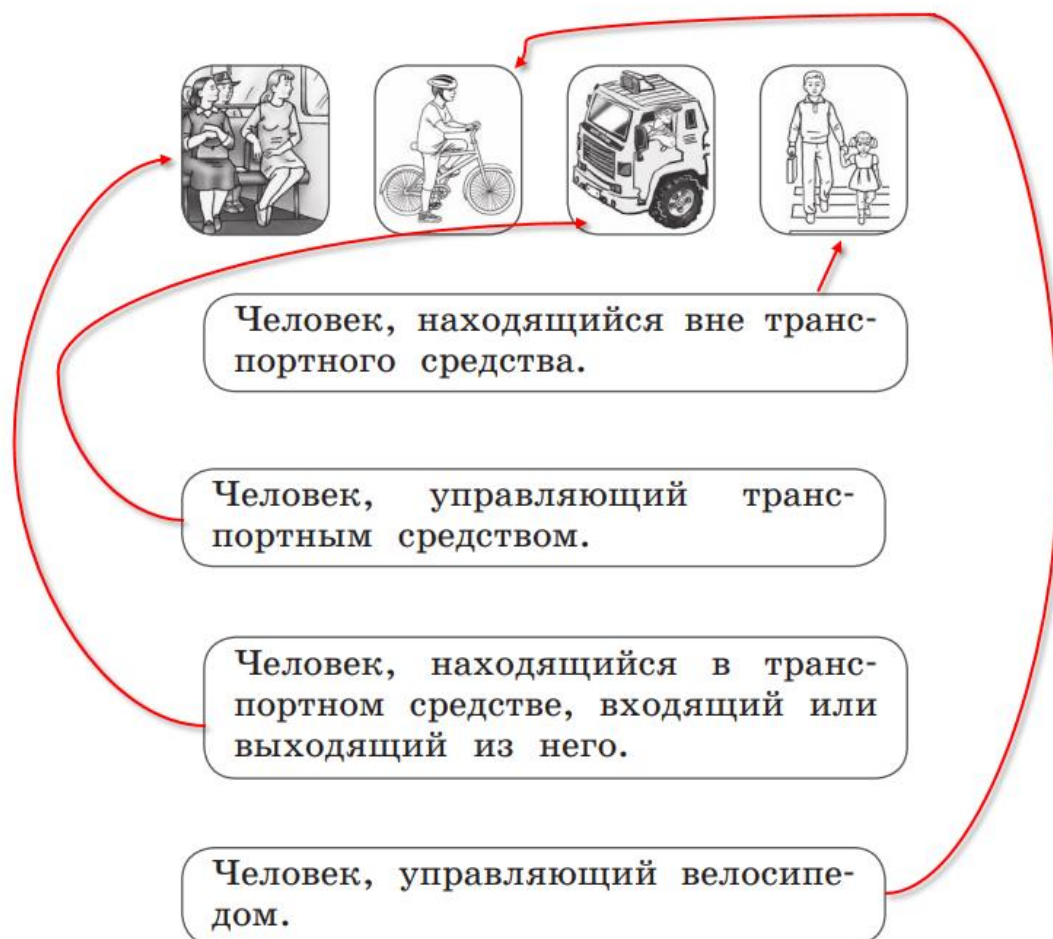 Человек, находящийся вне транс-
портного средства.
Человек, управляющий транс-
портным средством.
Человек, находящийся в транс-
портном средстве, входящий или
выходящий из него.
Человек, управляющий велосипе-
дом.